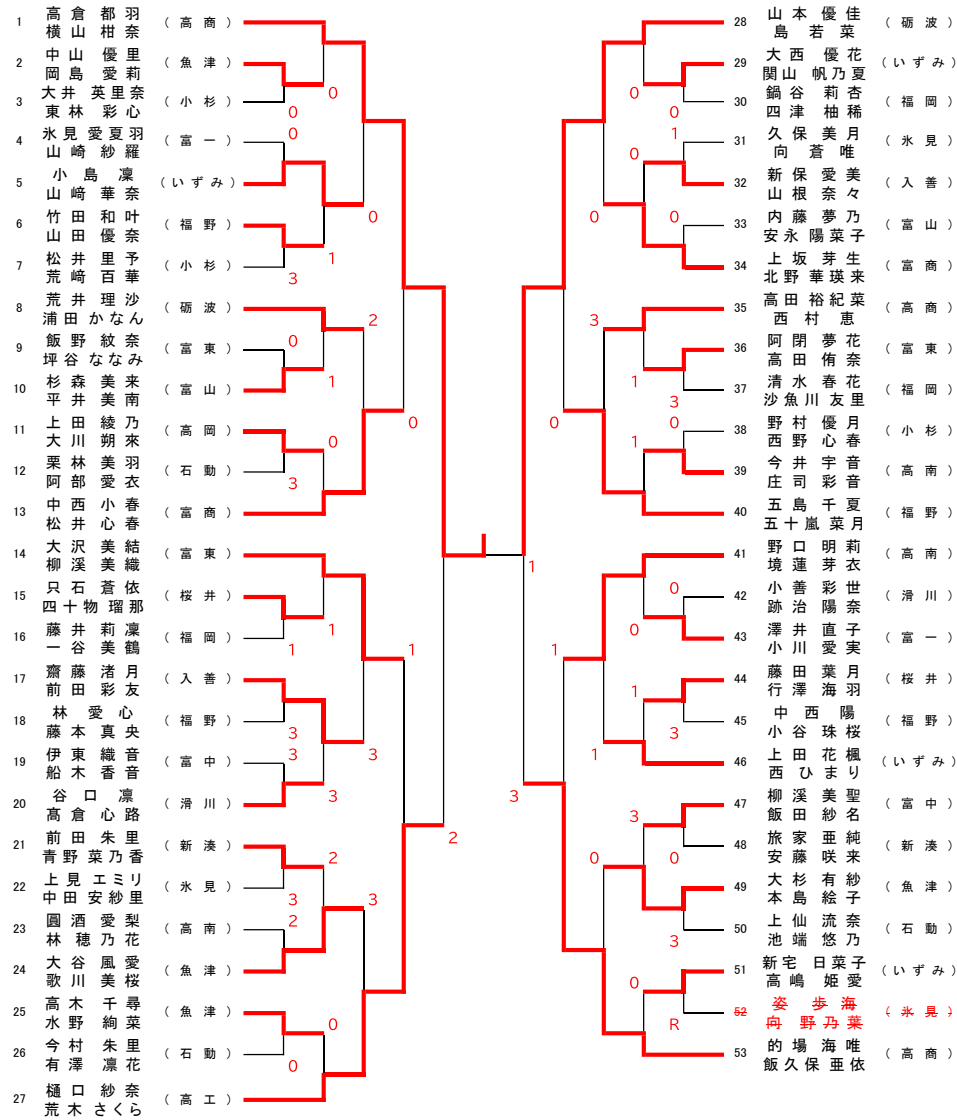 1 高倉都羽 (高商)
横山柑奈
2 中山優里 (魚津)
岡島愛莉
3 大井英里奈 (小杉)
東林彩心
4 氷見愛夏羽 (富一)
山崎紗羅
5 小島凜 (いずみ)
山﨑華奈
6 竹田和叶 (福野)
山田優奈
7 松井里予 (小杉)
荒﨑百華
8 荒井理沙 (砺波)
浦田かなん
9 飯野紋奈 (富東)
坪谷ななみ
10 杉森美来 (富山)
平井美南
11 上田綾乃 (高岡)
大川朔來
12 栗林美羽 (石動)
阿部愛衣
13 中西小春 (富商)
松井心春
14 大沢美結 (富東)
柳溪美織
15 只石蒼依 (桜井)
四十物瑠那
16 藤井莉凜 (福岡)
一谷美鶴
17 齋藤渚月 (入善)
前田彩友
18 林愛心 (福野)
藤本真央
19 伊東織音 (富中)
船木香音
20 谷口凛 (滑川)
髙倉心路
21 前田朱里 (新湊)
青野菜乃香
22 上見エミリ (氷見)
中田安紗里
23 圓酒愛梨 (高南)
林穂乃花
24 大谷風愛 (魚津)
歌川美桜
25 高木千尋 (魚津)
水野絢菜
26 今村朱里 (石動)
有澤凛花
27 樋口紗奈 (高工)
荒木さくら
0
0
0
0
1
3
2
0
1
0
0
3
1
1
1
3
3
3
3
2
3
2
3
2
0
0
28 山本優佳 (砺波)
島若菜
29 大西優花 (いずみ)
関山帆乃夏
30 鍋谷莉杏 (福岡)
四津柚稀
31 久保美月 (氷見)
向蒼唯
32 新保愛美 (入善)
山根奈々
33 内藤夢乃 (富山)
安永陽菜子
34 上坂芽生 (富商)
北野華瑛来
35 高田裕紀菜 (高商)
西村恵
36 阿閉夢花 (富東)
高田侑奈
37 清水春花 (福岡)
沙魚川友里
38 野村優月 (小杉)
西野心春
39 今井宇音 (高南)
庄司彩音
40 五島千夏 (福野)
五十嵐菜月
41 野口明莉 (高南)
境蓮芽衣
42 小善彩世 (滑川)
跡治陽奈
43 澤井直子 (富一)
小川愛実
44 藤田葉月 (桜井)
行澤海羽
45 中西陽 (福野)
小谷珠桜
46 上田花楓 (いずみ)
西ひまり
47 柳溪美聖 (富中)
飯田紗名
48 旅家亜純 (新湊)
安藤咲来
49 大杉有紗 (魚津)
本島絵子
50 上仙流奈 (石動)
池端悠乃
51 新宅日菜子 (いずみ)
高嶋姫愛
52 姿歩海 (氷見)
向野乃葉
53 的場海唯 (高商)
飯久保亜依
0
0
1
0
0
0
3
1
3
0
0
1
1
0
0
1
1
3
1
3
3
0
0
3
0
R